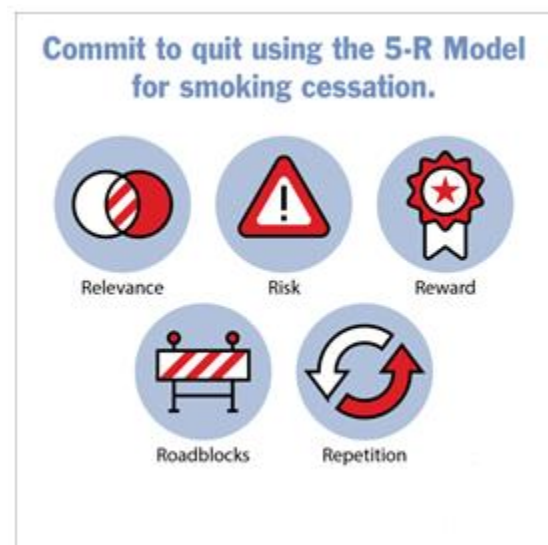 Commit to quit using the 5-R Model
for smoking cessation.
Relevance
Risk
Reward
Roadblocks
Repetition